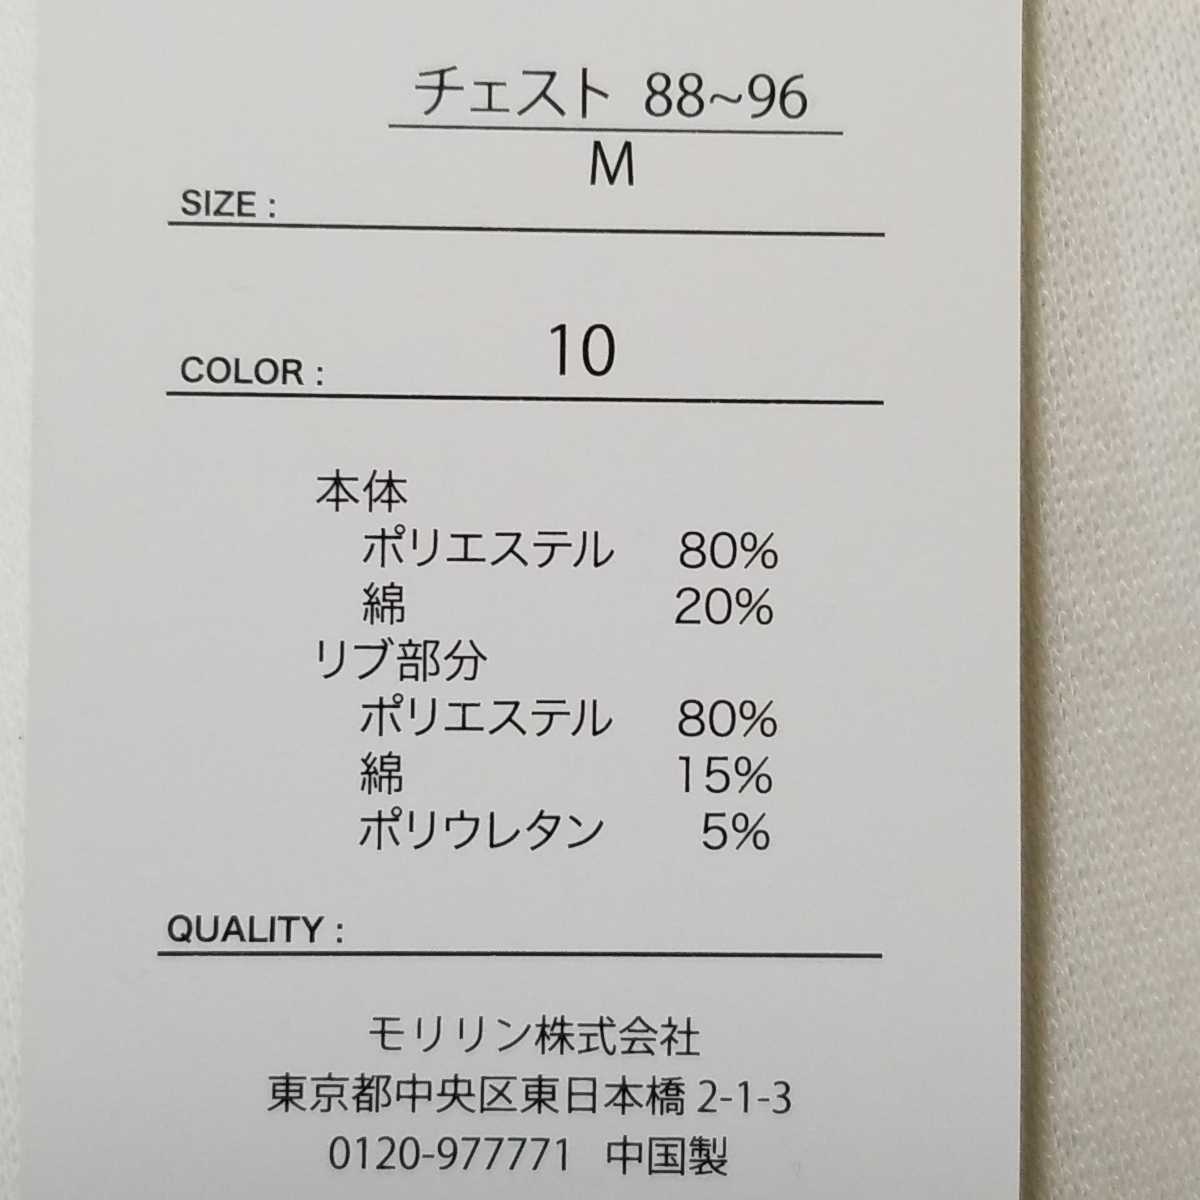 チェスト 88~96
M
SIZE :
10
COLOR :
本体
ポリエステル 80%
綿 20%
リブ部分
ポリエステル 80%
綿 15%
ポリウレタン 5%
QUALITY :
モリリン株式会社
東京都中央区東日本橋 2-1-3
0120-977771 中国製